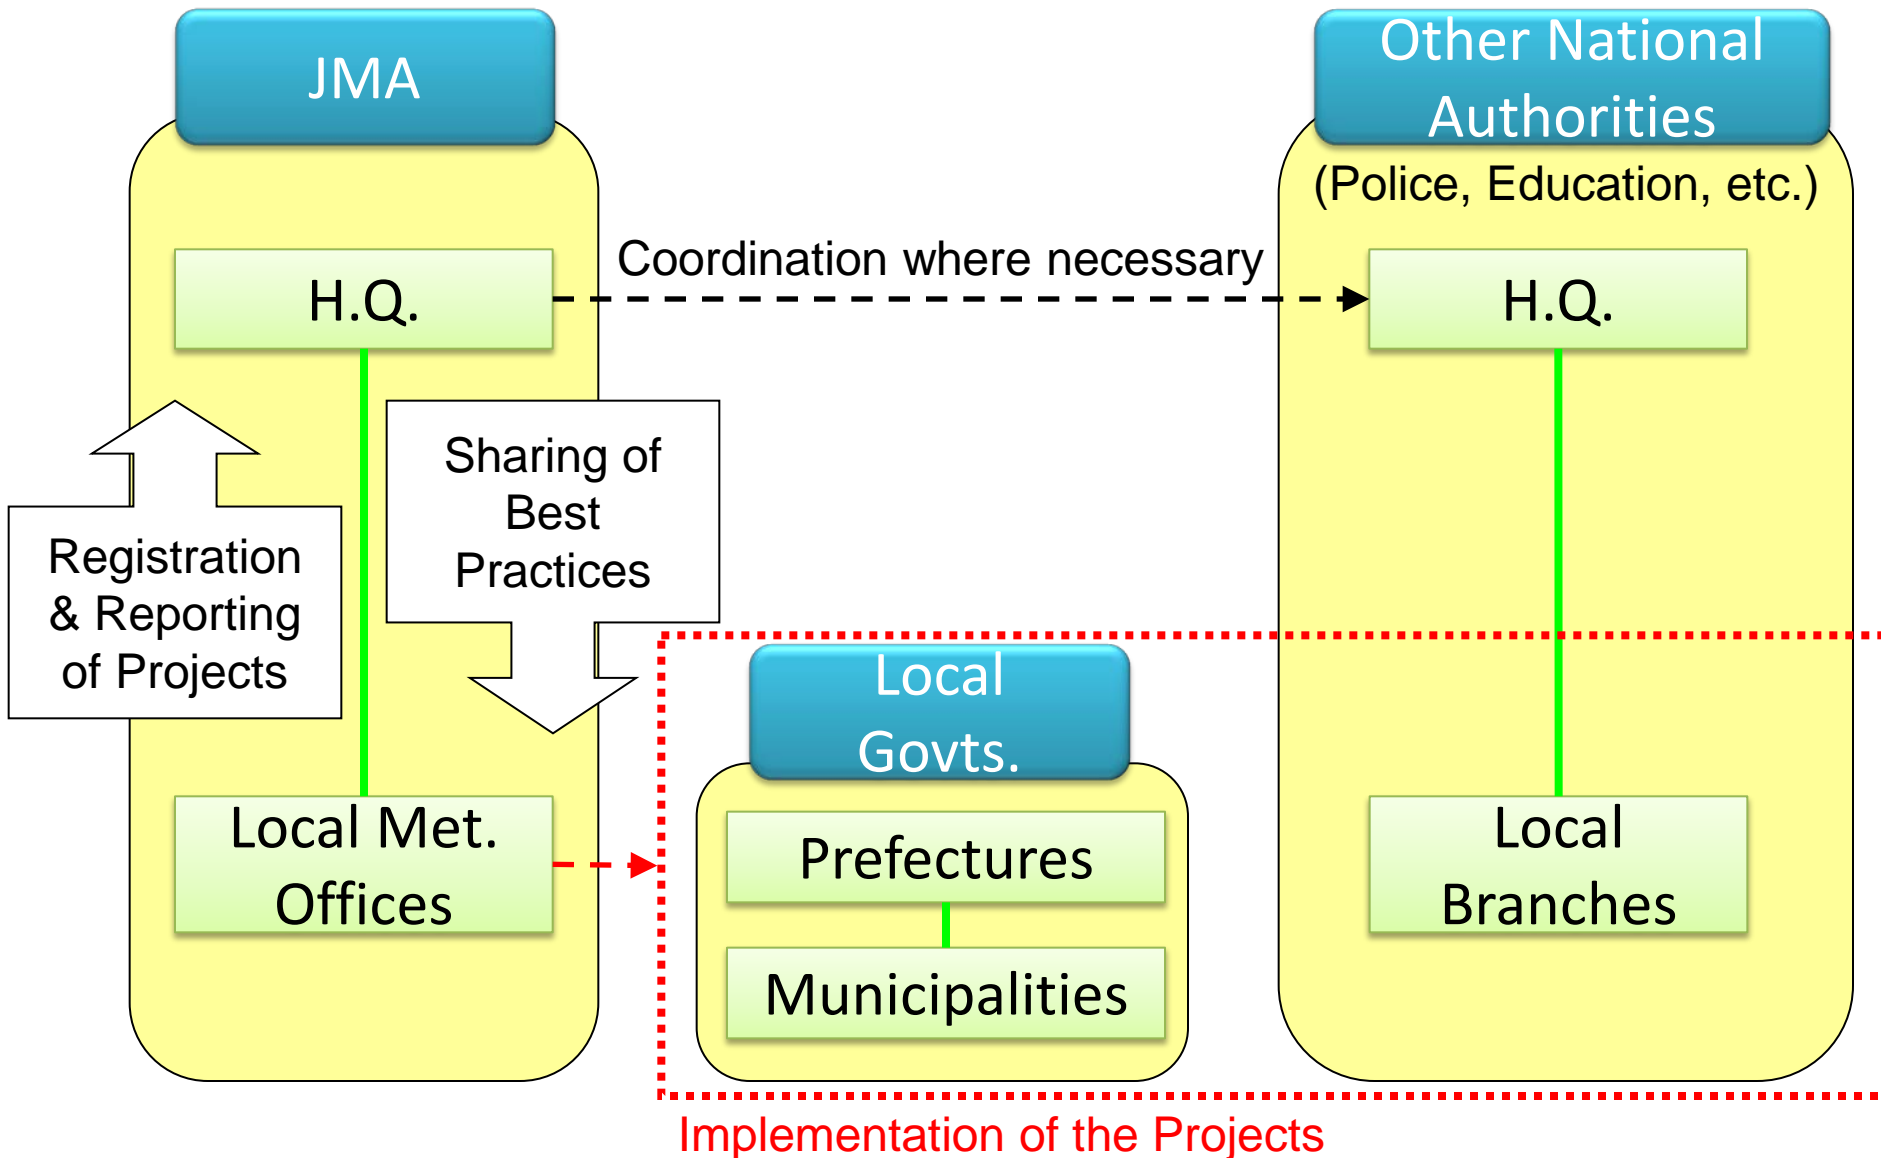 JMA
Other National
Authorities
(Police, Education, etc.)
H.Q.
Coordination where necessary
H.Q.
Registration
& Reporting
of Projects
Sharing of
Best
Practices
Local Met.
Offices
Local
Govts.
Prefectures
Municipalities
Local
Branches
Implementation of the Projects